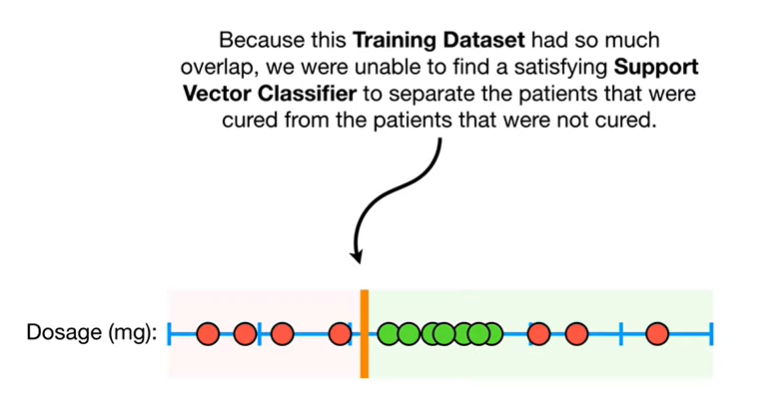 Because this Training Dataset had so much
overlap, we were unable to find a satisfying Support
Vector Classifier to separate the patients that were
cured from the patients that were not cured.
Dosage (mg):